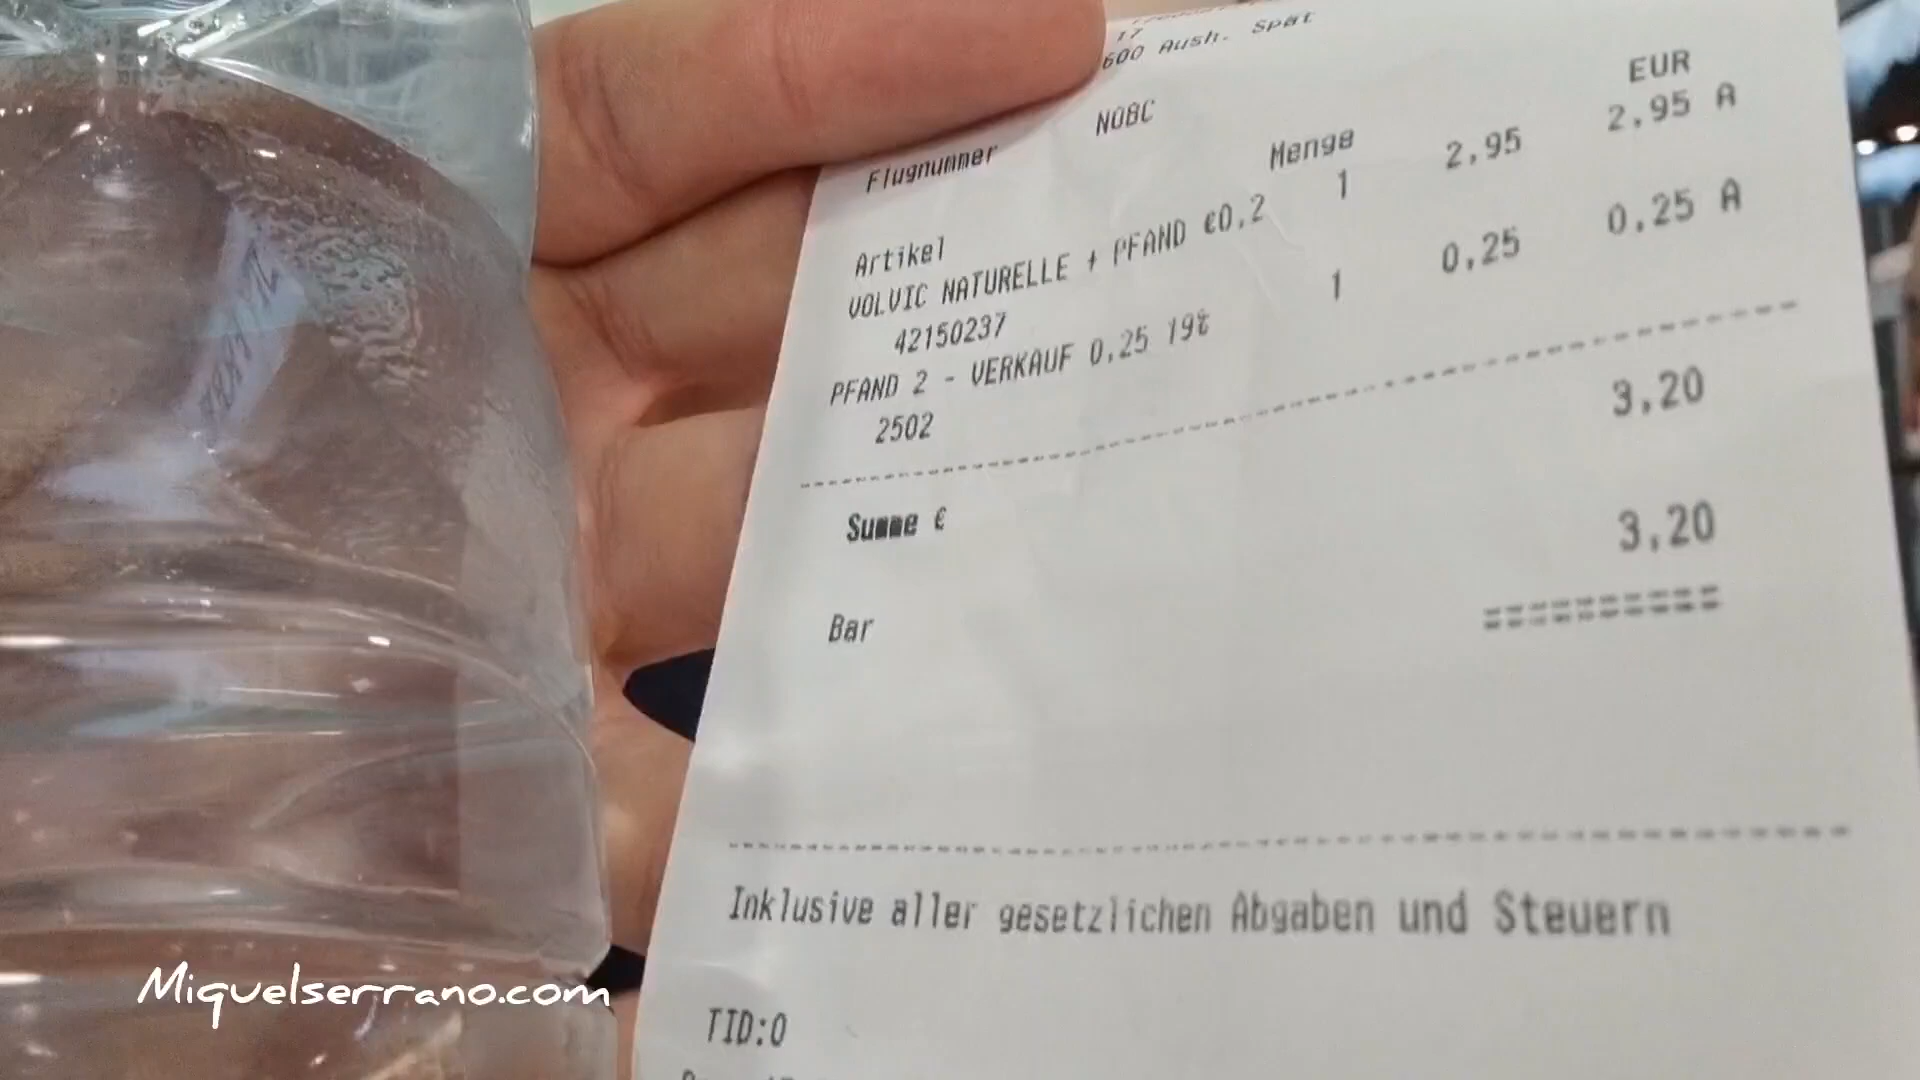 17
600 Aush. Spät
Flugnummer NOBC
EUR
Artikel Menge
VOLVIC NATURELLE + PFAND €0,2 1 2,95 2,95 A
42150237
PFAND 2 - VERKAUF 0,25 19% 1 0,25 0,25 A
2502
Summe € 3,20
Bar 3,20
==========
Inklusive aller gesetzlichen Abgaben und Steuern
TID:0
Miquelserrano.com